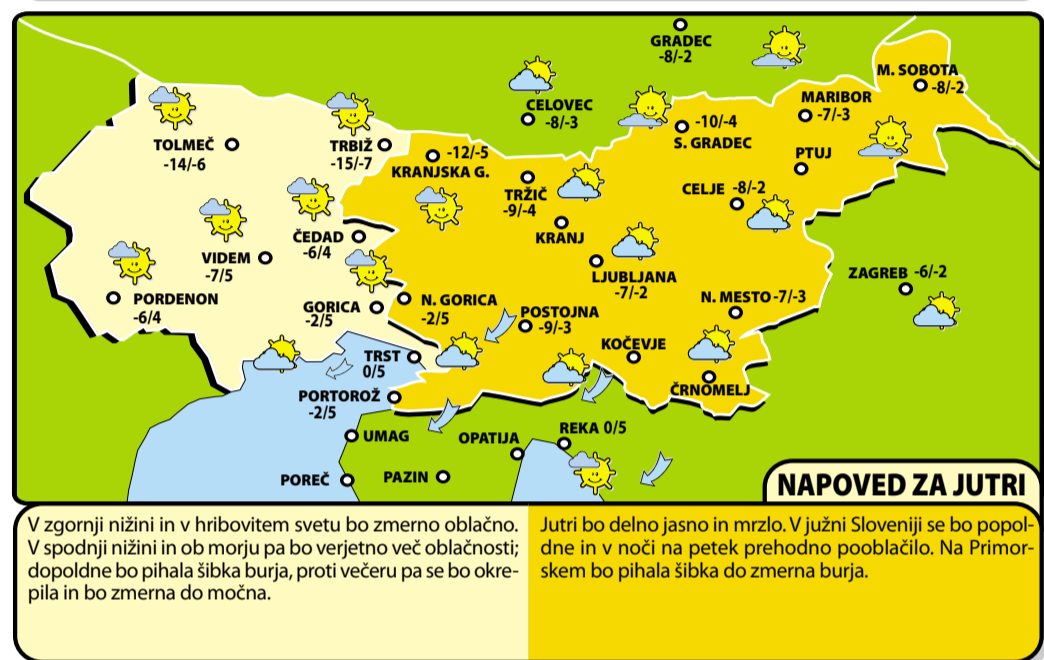 GRADEC
-8/-2
M. SOBOTA
-8/-2
CELOVEC
-8/-3
MARIBOR
-7/-3
TOLMEČ
-14/-6
TRBIŽ
-15/-7
-12/-5
KRANJSKA G.
-10/-4
S. GRADEC
PTUJ
TRŽIČ
-9/-4
CELJE -8/-2
KRANJ
ČEDAD
-6/4
VIDEM
-7/5
LJUBLJANA
-7/-2
ZAGREB -6/-2
PORDENON
-6/4
GORICA
-2/5
N. GORICA
-2/5
POSTOJNA
-9/-3
N. MESTO -7/-3
KOČEVJE
TRST
0/5
ČRNOMELJ
PORTOROŽ
-2/5
UMAG
OPATIJA
REKA 0/5
POREČ
PAZIN
NAPOVED ZA JUTRI
V zgornji nižini in v hribovitem svetu bo zmerno oblačno.
V spodnji nižini in ob morju pa bo verjetno več oblačnosti;
dopoldne bo pihala šibka burja, proti večeru pa se bo okre-
pila in bo zmerna do močna.
Jutri bo delno jasno in mrzlo. V južni Sloveniji se bo popol-
dne in v noči na petek prehodno pooblačilo. Na Primor-
skem bo pihala šibka do zmerna burja.